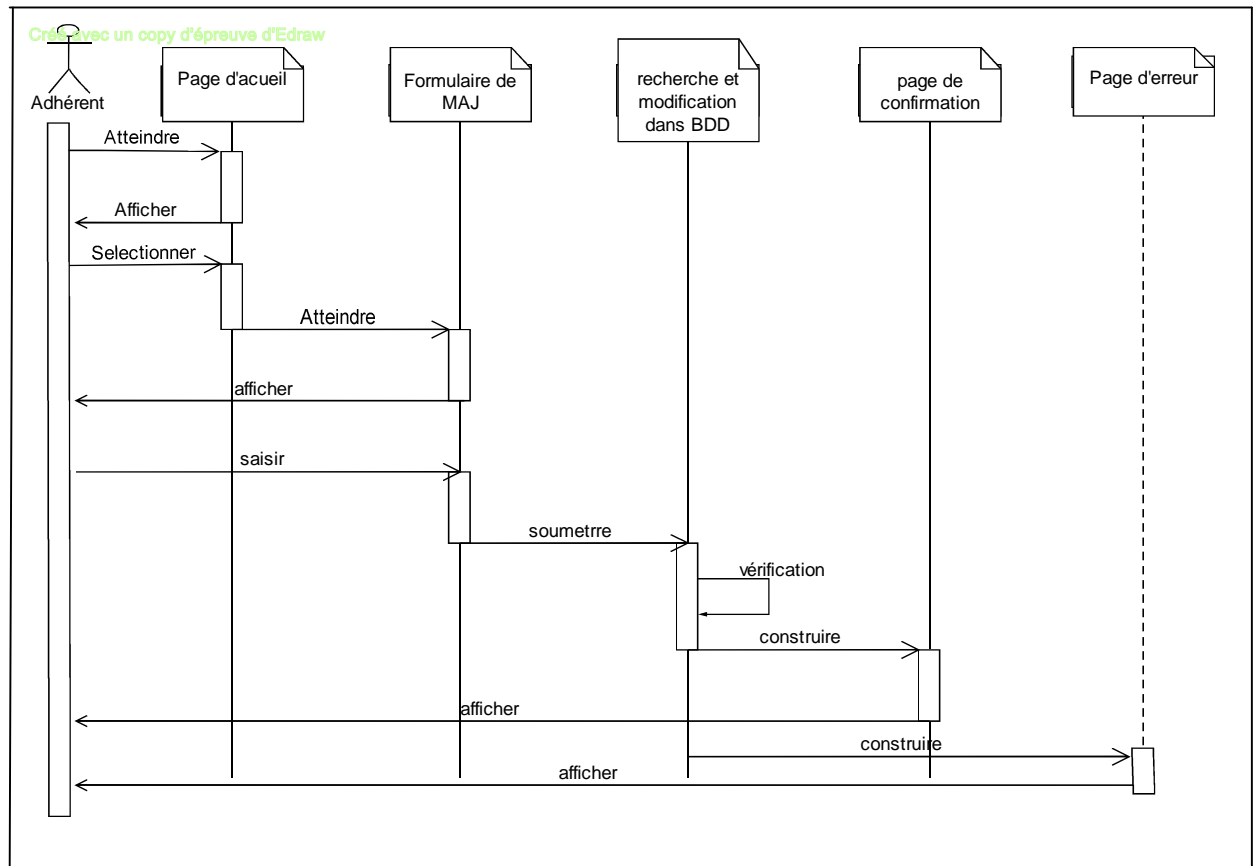 Créé avec un copy d'épreuve d'Edraw
Adhérent
Page d'acueil
Formulaire de
MAJ
recherche et
modification
dans BDD
page de
confirmation
Page d'erreur
Atteindre
Afficher
Selectionner
Atteindre
afficher
saisir
soumetrre
vérification
construire
afficher
construire
afficher